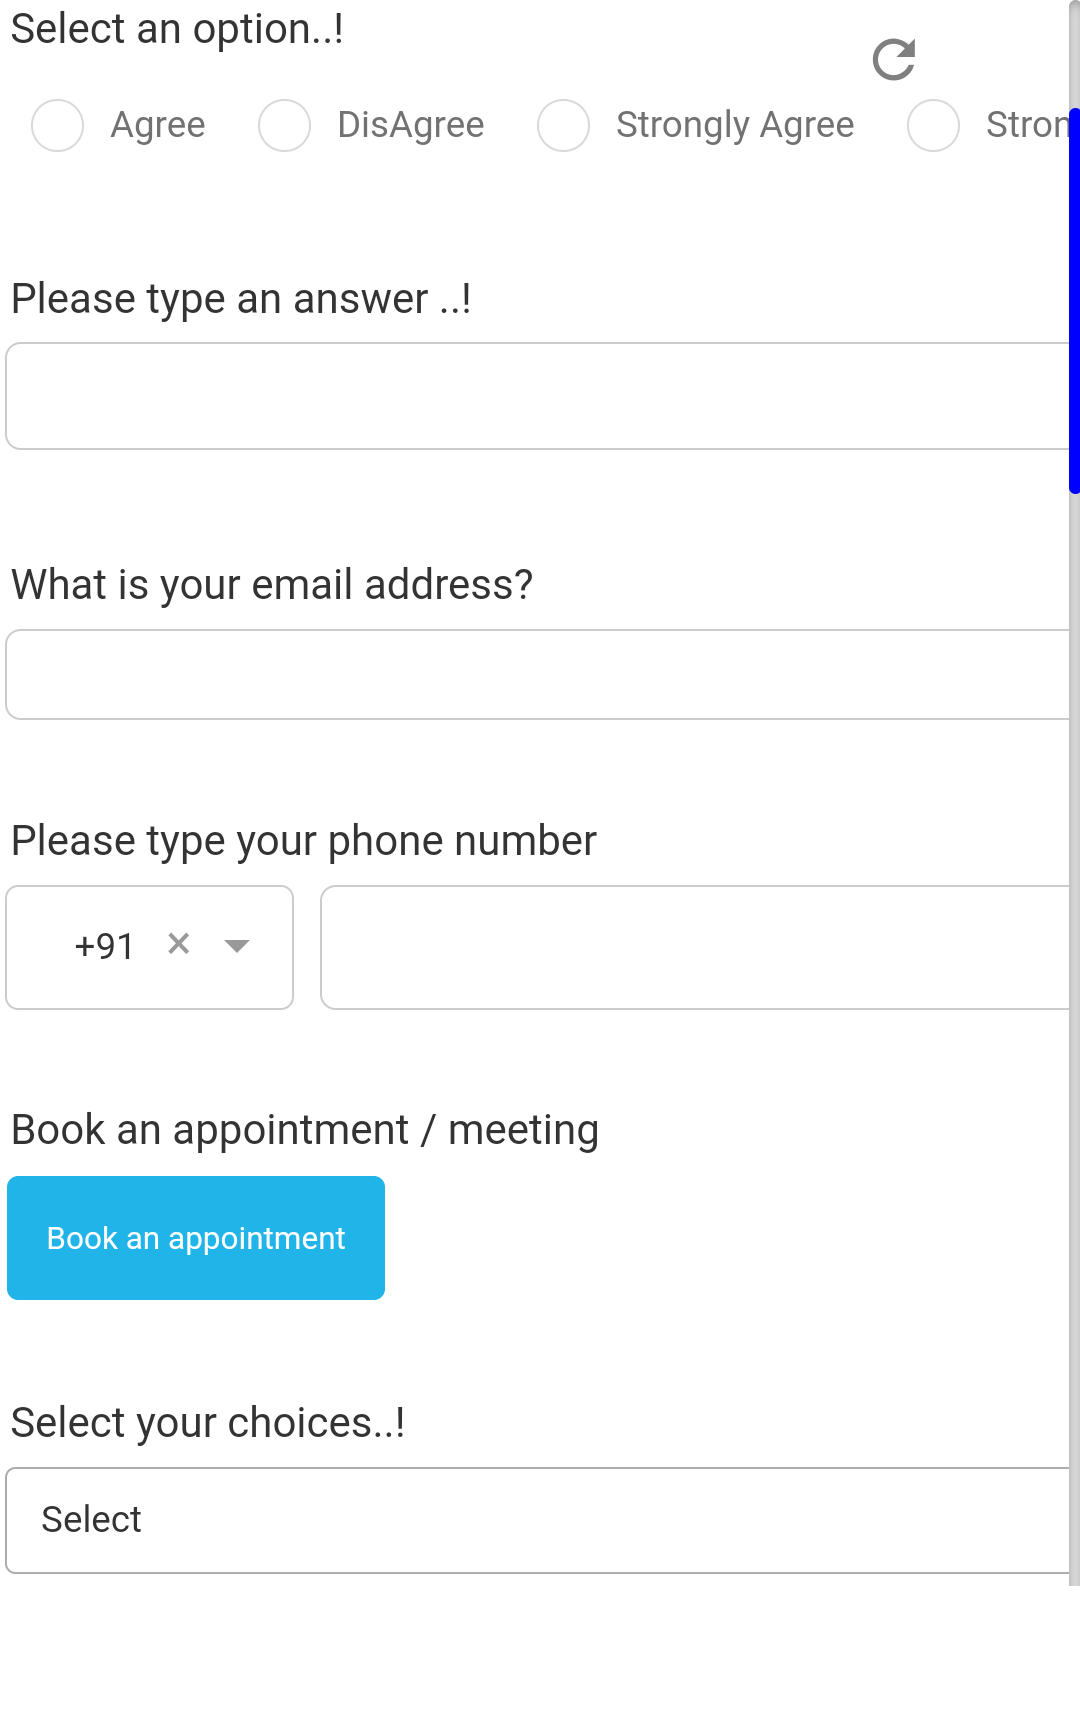 Select an option..!
Agree DisAgree Strongly Agree
Please type an answer ..!
What is your email address?
Please type your phone number
+91
Book an appointment / meeting
Book an appointment
Select your choices..!
Select